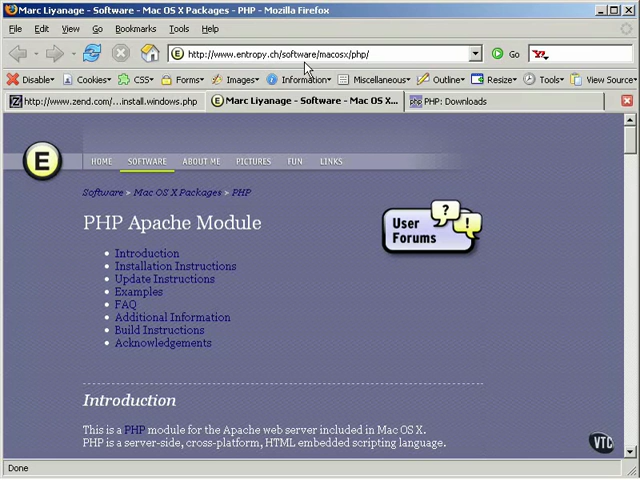 Marc Liyanage - Software - Mac OS X Packages - PHP - Mozilla Firefox
File Edit View Go Bookmarks Tools Help
http://www.entropy.ch/software/macosx/php/ Go
Disable Cookies CSS Forms Images Information Miscellaneous Outline Resize Tools View Source
http://www.zend.com/...install.windows.php Marc Liyanage - Software - Mac OS X... PHP: Downloads
E HOME SOFTWARE ABOUT ME PICTURES FUN LINKS
Software > Mac OS X Packages > PHP
PHP Apache Module
User
Forums
? !
Introduction
Installation Instructions
Update Instructions
Examples
FAQ
Additional Information
Build Instructions
Acknowledgements
Introduction
This is a PHP module for the Apache web server included in Mac OS X.
PHP is a server-side, cross-platform, HTML embedded scripting language.
VTC
Done